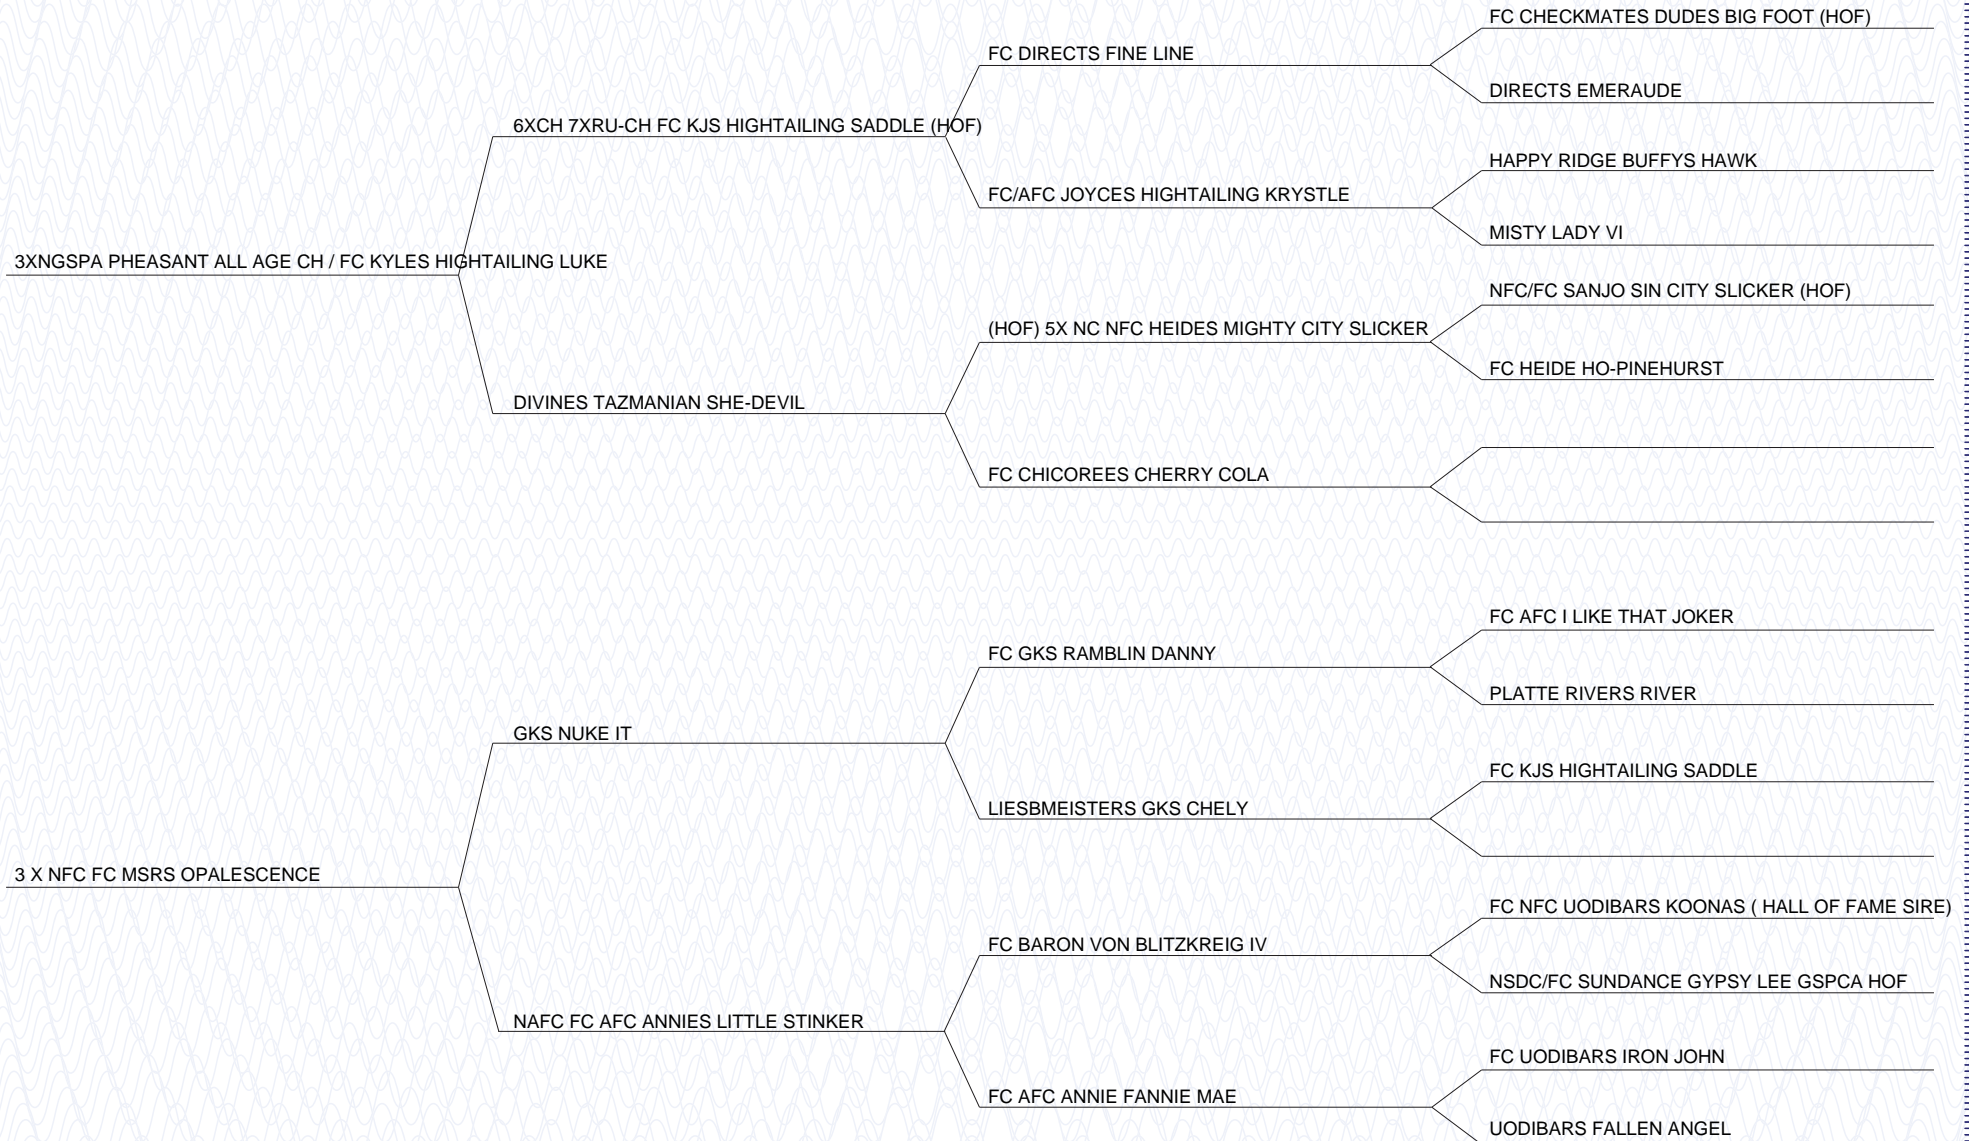 FC CHECKMATES DUDES BIG FOOT (HOF)
FC DIRECTS FINE LINE
DIRECTS EMERAUDE
6XCH 7XRU-CH FC KJS HIGHTAILING SADDLE (HOF)
HAPPY RIDGE BUFFYS HAWK
FC/AFC JOYCES HIGHTAILING KRYSTLE
MISTY LADY VI
3XNGSPA PHEASANT ALL AGE CH / FC KYLES HIGHTAILING LUKE
NFC/FC SANJO SIN CITY SLICKER (HOF)
(HOF) 5X NC NFC HEIDES MIGHTY CITY SLICKER
FC HEIDE HO-PINEHURST
DIVINES TAZMANIAN SHE-DEVIL
FC CHICOREES CHERRY COLA
FC AFC I LIKE THAT JOKER
FC GKS RAMBLIN DANNY
PLATTE RIVERS RIVER
GKS NUKE IT
FC KJS HIGHTAILING SADDLE
LIESBMEISTERS GKS CHELY
3 X NFC FC MSRS OPALESCENCE
FC NFC UODIBARS KOONAS ( HALL OF FAME SIRE)
FC BARON VON BLITZKREIG IV
NSDC/FC SUNDANCE GYPSY LEE GSPCA HOF
NAFC FC AFC ANNIES LITTLE STINKER
FC UODIBARS IRON JOHN
FC AFC ANNIE FANNIE MAE
UODIBARS FALLEN ANGEL